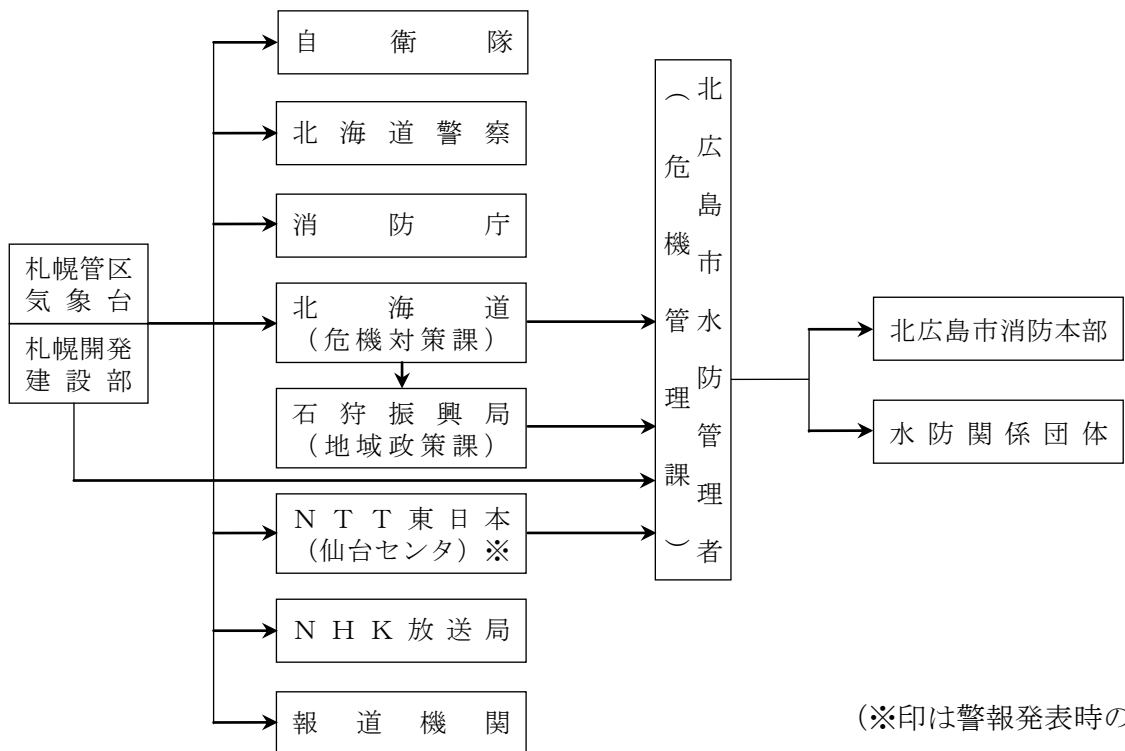 自衛隊
北海道警察
消防庁
札幌管区
気象台
札幌開発
建設部
北海道
(危機対策課)
石狩振興局
(地域政策課)
NTT東日本
(仙台センタ)※
NHK放送局
報道機関
北広島市水防管理者
(危機管理課)
北広島市消防本部
水防関係団体
(※印は警報発表時の